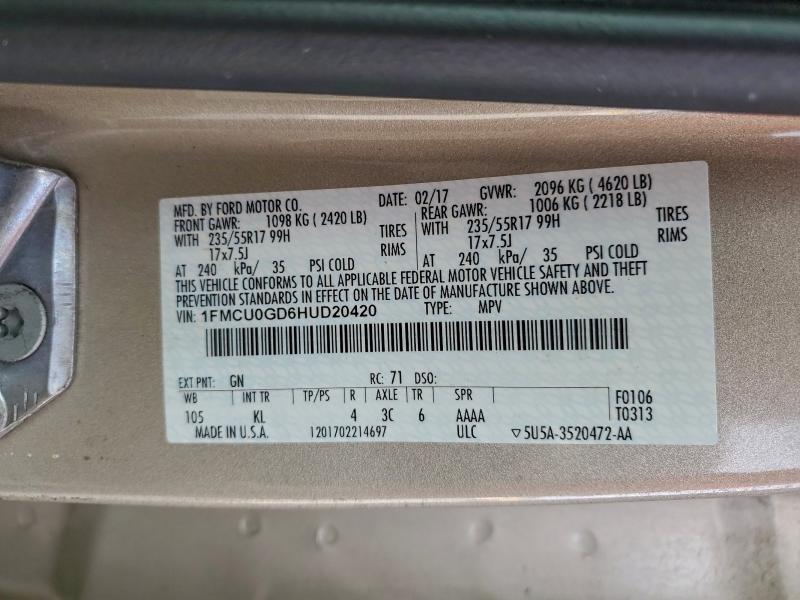 MFD. BY FORD MOTOR CO. DATE: 02/17 GVWR: 2096 KG ( 4620 LB)
FRONT GAWR: 1098 KG ( 2420 LB) REAR GAWR: 1006 KG ( 2218 LB)
WITH 235/55R17 99H TIRES WITH 235/55R17 99H TIRES
17x7.5J RIMS 17x7.5J RIMS
AT 240 kPa/ 35 PSI COLD AT 240 kPa/ 35 PSI COLD
THIS VEHICLE CONFORMS TO ALL APPLICABLE FEDERAL MOTOR VEHICLE SAFETY AND THEFT
PREVENTION STANDARDS IN EFFECT ON THE DATE OF MANUFACTURE SHOWN ABOVE.
VIN: 1FMCU0GD6HUD20420 TYPE: MPV
EXT PNT: GN RC: 71 DSO:
WB INT TR TP/PS R AXLE TR SPR F0106
105 KL 4 3C 6 AAAA T0313
MADE IN U.S.A. 1201702214697 ULC ▽5U5A-3520472-AA